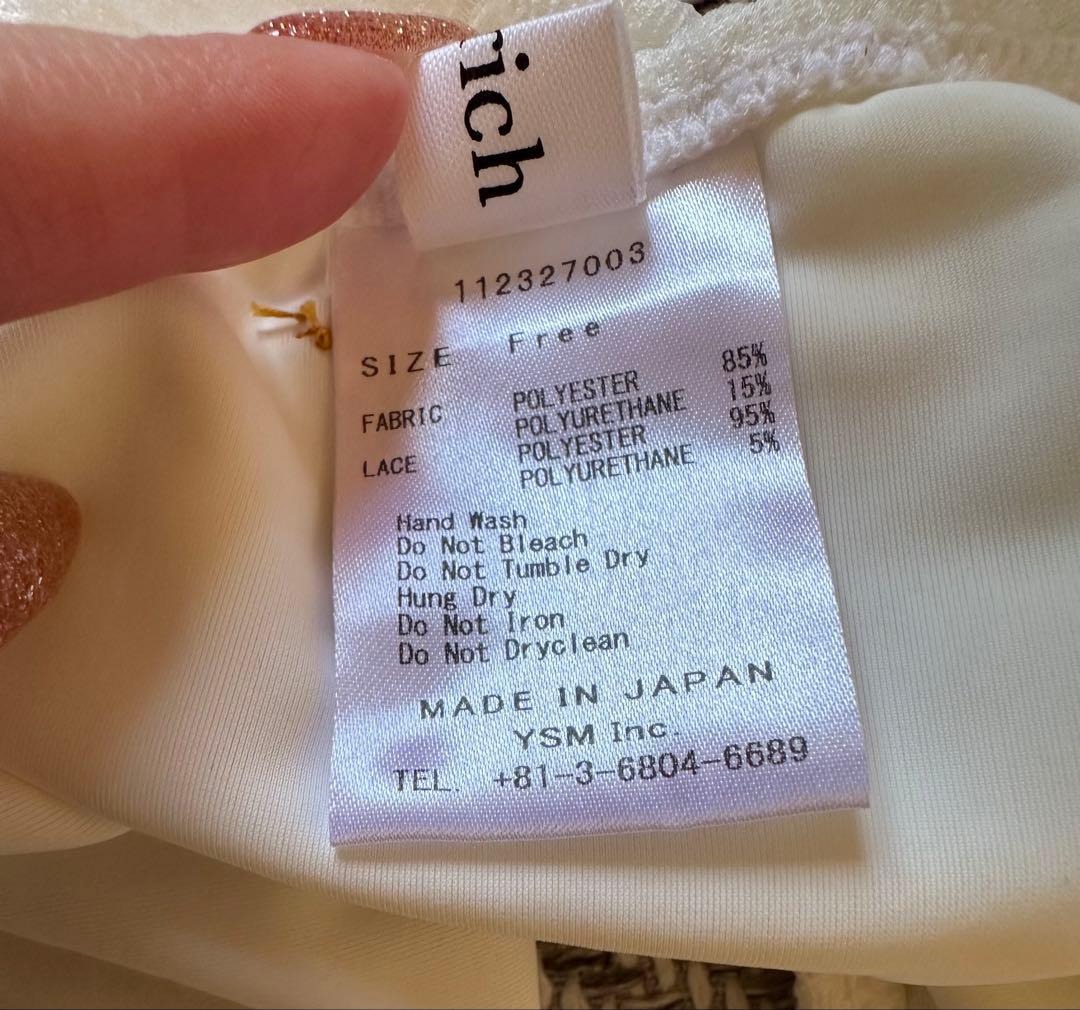 rich
112327003
SIZE Free
FABRIC POLYESTER 85%
POLYURETHANE 15%
LACE POLYESTER 95%
POLYURETHANE 5%
Hand Wash
Do Not Bleach
Do Not Tumble Dry
Hung Dry
Do Not Iron
Do Not Dryclean
MADE IN JAPAN
YSM Inc.
TEL. +81-3-6804-6689